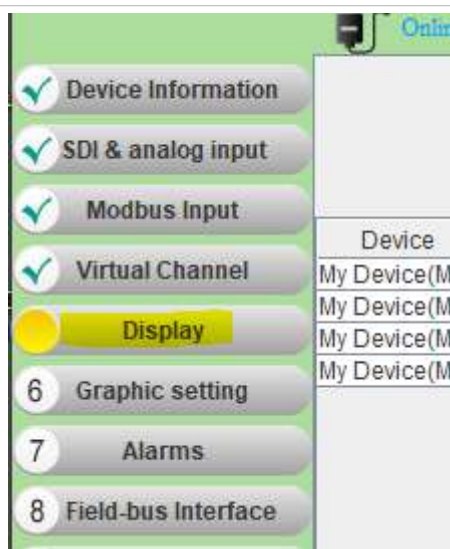 Device Information
SDI & analog input
Modbus Input
Virtual Channel
Display
6 Graphic setting
7 Alarms
8 Field-bus Interface
Device
My Device(M
My Device(M
My Device(M
My Device(M